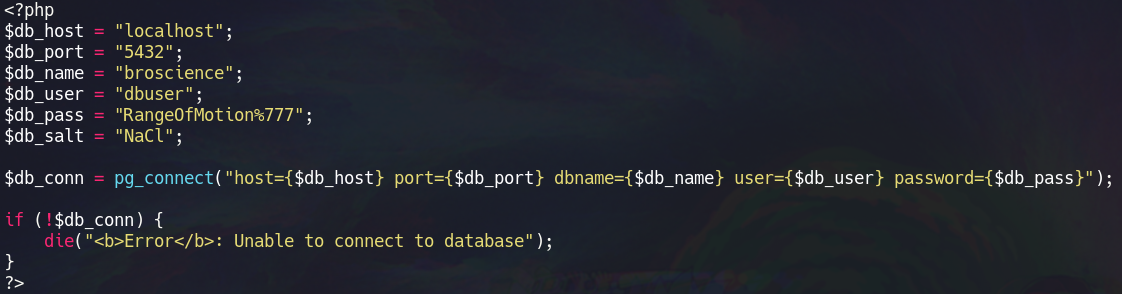 <?php
$db_host = "localhost";
$db_port = "5432";
$db_name = "broscience";
$db_user = "dbuser";
$db_pass = "RangeOfMotion%777";
$db_salt = "NaCl";

$db_conn = pg_connect("host={$db_host} port={$db_port} dbname={$db_name} user={$db_user} password={$db_pass}");

if (!$db_conn) {
    die("<b>Error</b>: Unable to connect to database");
}
?>